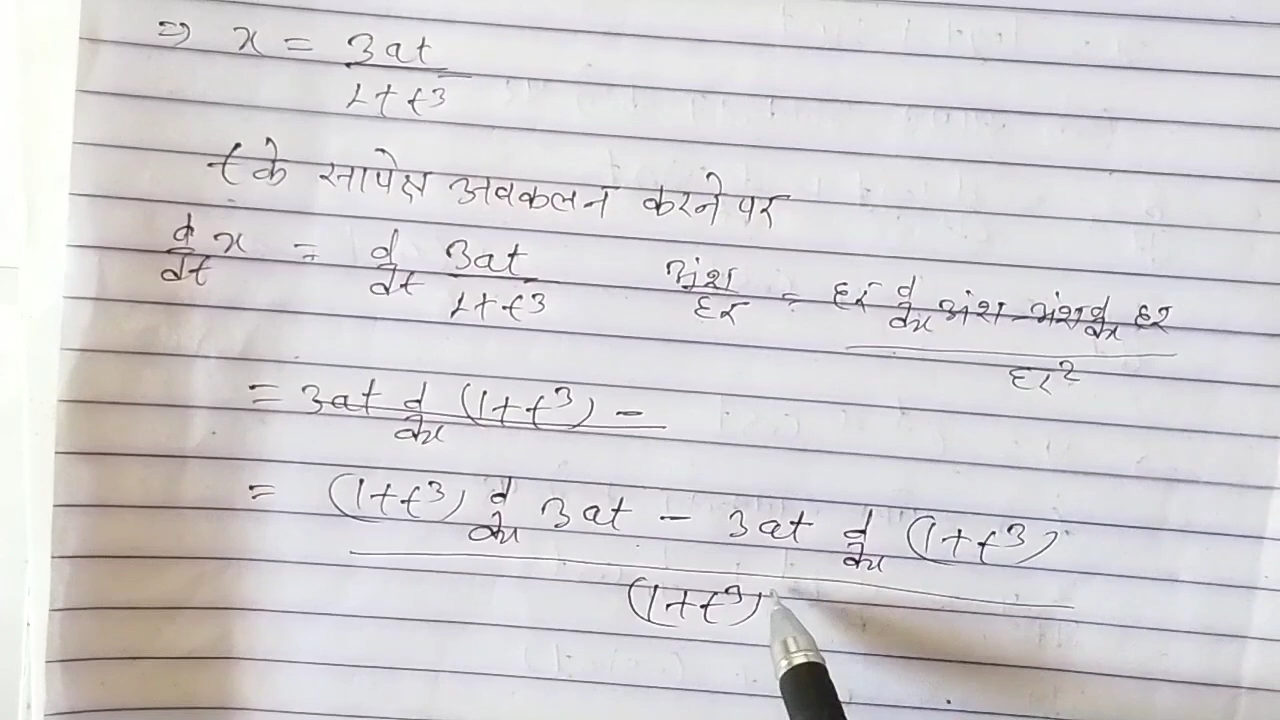 ⇒ x = 3at / 1+t³
t के सापेक्ष अवकलन करने पर
d/dt x = d/dt 3at / 1+t³ अंश/हर = हर d/dx अंश - अंश d/dx हर / हर²
= 3at d/dx (1+t³) -
= (1+t³) d/dx 3at - 3at d/dx (1+t³) / (1+t³)